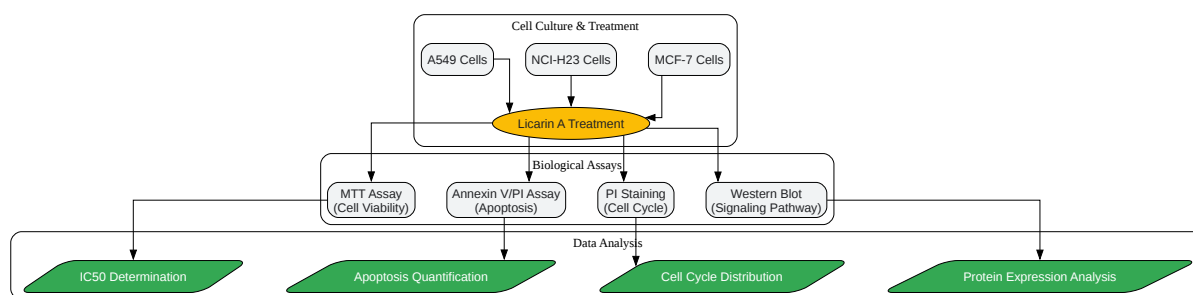 Cell Culture & Treatment
A549 Cells
NCI-H23 Cells
MCF-7 Cells
Licarin A Treatment
Biological Assays
MTT Assay
(Cell Viability)
Annexin V/PI Assay
(Apoptosis)
PI Staining
(Cell Cycle)
Western Blot
(Signaling Pathway)
Data Analysis
IC50 Determination
Apoptosis Quantification
Cell Cycle Distribution
Protein Expression Analysis